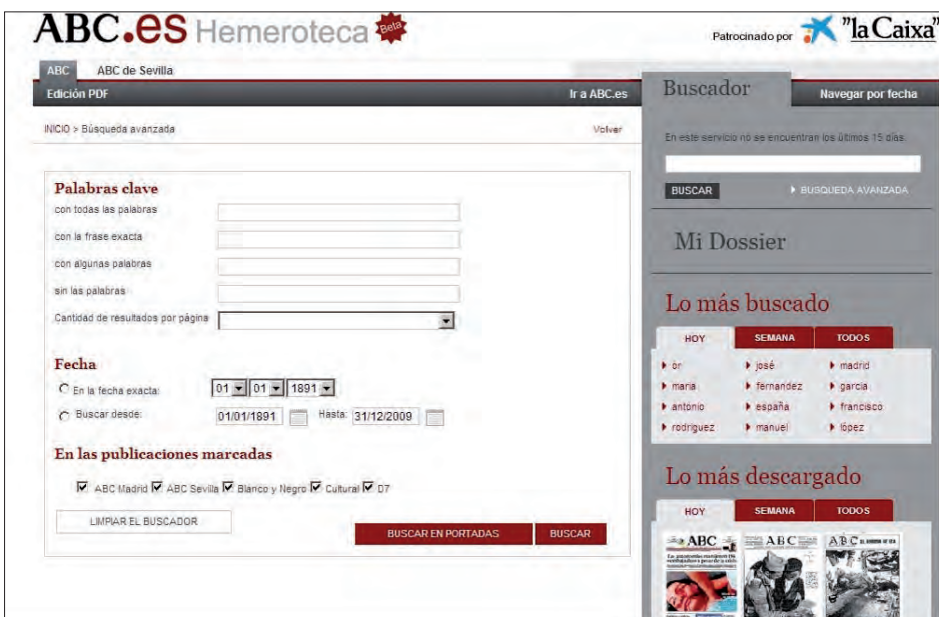 ABC.es Hemeroteca Beta
Patrocinado por "la Caixa"
ABC ABC de Sevilla
Edición PDF Ir a ABC.es
INICIO > Búsqueda avanzada Volver
Palabras clave
con todas las palabras
con la frase exacta
con algunas palabras
sin las palabras
Cantidad de resultados por página
Fecha
En la fecha exacta: 01 01 1891
Buscar desde: 01/01/1891 Hasta: 31/12/2009
En las publicaciones marcadas
ABC Madrid ABC Sevilla Blanco y Negro Cultural D7
LIMPIAR EL BUSCADOR
BUSCAR EN PORTADAS BUSCAR
Buscador Navegar por fecha
En este servicio no se encuentran los últimos 15 días.
BUSCAR BUSQUEDA AVANZADA
Mi Dossier
Lo más buscado
HOY SEMANA TODOS
or josé madrid
maria fernandez garcia
antonio españa francisco
rodriguez manuel lópez
Lo más descargado
HOY SEMANA TODOS
ABC ABC ABC